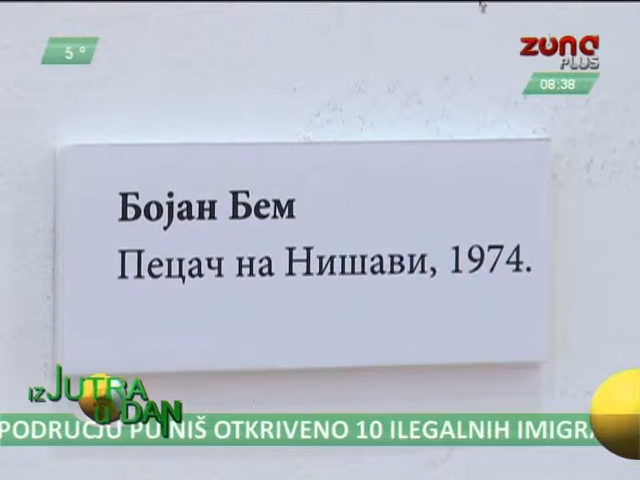 5 °
zona
PLUS
08:38
Бојан Бем
Пецач на Нишави, 1974.
IZ JUTRA
U DAN
PODRUČJU PU NIŠ OTKRIVENO 10 ILEGALNIH IMIGRA